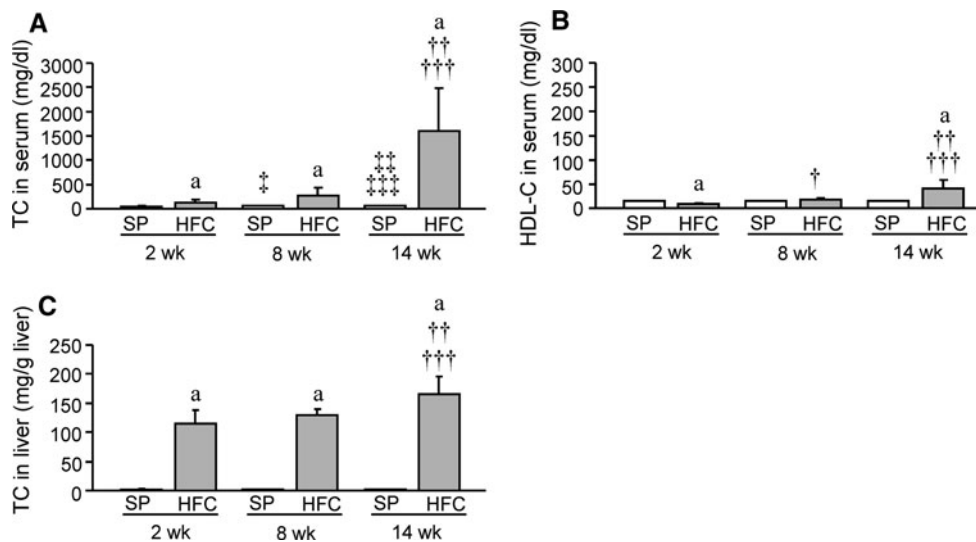 A
TC in serum (mg/dl)
3000
2500
2000
1500
1000
500
0
a
‡
a
‡‡
‡‡‡
a
††
†††
SP HFC SP HFC SP HFC
2 wk 8 wk 14 wk
B
HDL-C in serum (mg/dl)
300
250
200
150
100
50
0
a
†
a
††
†††
SP HFC SP HFC SP HFC
2 wk 8 wk 14 wk
C
TC in liver (mg/g liver)
250
200
150
100
50
0
a
a
a
††
†††
SP HFC SP HFC SP HFC
2 wk 8 wk 14 wk